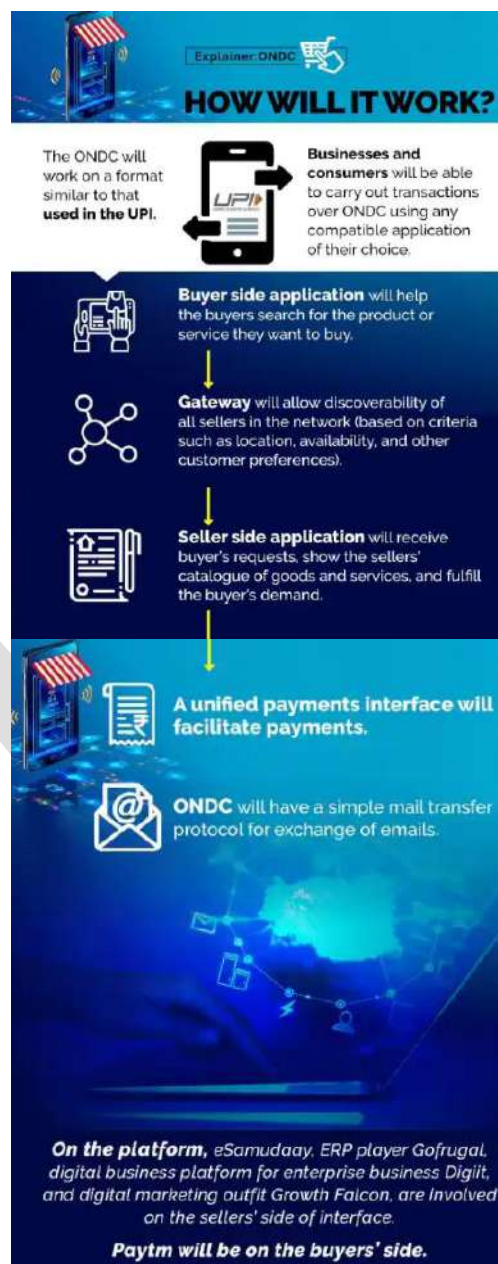 Explainer:ONDC
HOW WILL IT WORK?
The ONDC will
work on a format
similar to that
used in the UPI.
UPI
Businesses and
consumers will be able
to carry out transactions
over ONDC using any
compatible application
of their choice.
Buyer side application will help
the buyers search for the product or
service they want to buy.
Gateway will allow discoverability of
all sellers in the network (based on criteria
such as location, availability, and other
customer preferences).
Seller side application will receive
buyer's requests, show the sellers'
catalogue of goods and services, and fulfill
the buyer's demand.
₹
A unified payments interface will
facilitate payments.
@
ONDC will have a simple mail transfer
protocol for exchange of emails.
On the platform, eSamudaay, ERP player Gofrugal,
digital business platform for enterprise business Digiit,
and digital marketing outfit Growth Falcon, are Involved
on the sellers' side of interface.
Paytm will be on the buyers' side.